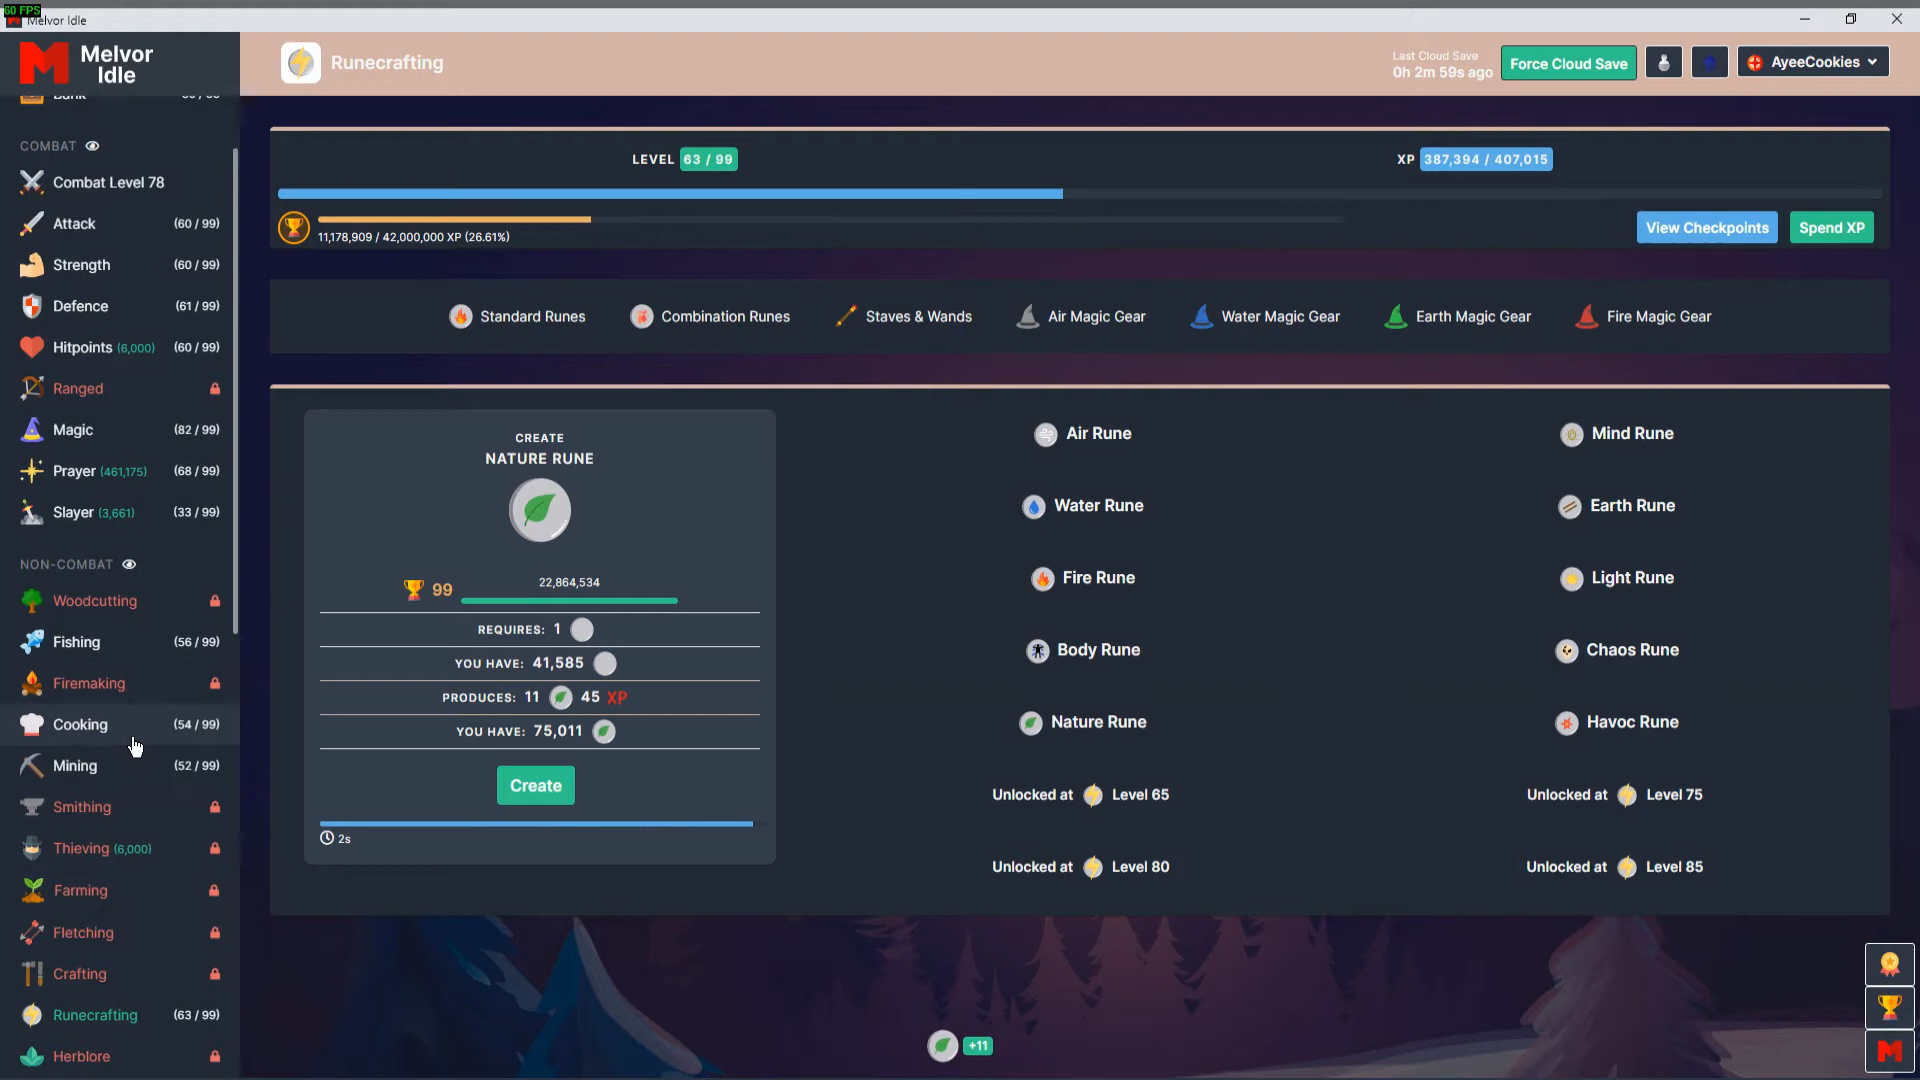 60 FPS
Melvor Idle
Melvor
Idle
Runecrafting
Last Cloud Save
0h 2m 59s ago
Force Cloud Save
AyeeCookies
COMBAT
Combat Level 78
Attack (60 / 99)
Strength (60 / 99)
Defence (61 / 99)
Hitpoints (6,000) (60 / 99)
Ranged
Magic (82 / 99)
Prayer (461,175) (68 / 99)
Slayer (3,661) (33 / 99)
NON-COMBAT
Woodcutting
Fishing (56 / 99)
Firemaking
Cooking (54 / 99)
Mining (52 / 99)
Smithing
Thieving (6,000)
Farming
Fletching
Crafting
Runecrafting (63 / 99)
Herblore
LEVEL 63 / 99
XP 387,394 / 407,015
11,178,909 / 42,000,000 XP (26.61%)
View Checkpoints
Spend XP
Standard Runes
Combination Runes
Staves & Wands
Air Magic Gear
Water Magic Gear
Earth Magic Gear
Fire Magic Gear
CREATE
NATURE RUNE
99
22,864,534
REQUIRES: 1
YOU HAVE: 41,585
PRODUCES: 11 45 XP
YOU HAVE: 75,011
Create
2s
Air Rune
Mind Rune
Water Rune
Earth Rune
Fire Rune
Light Rune
Body Rune
Chaos Rune
Nature Rune
Havoc Rune
Unlocked at Level 65
Unlocked at Level 75
Unlocked at Level 80
Unlocked at Level 85
+11